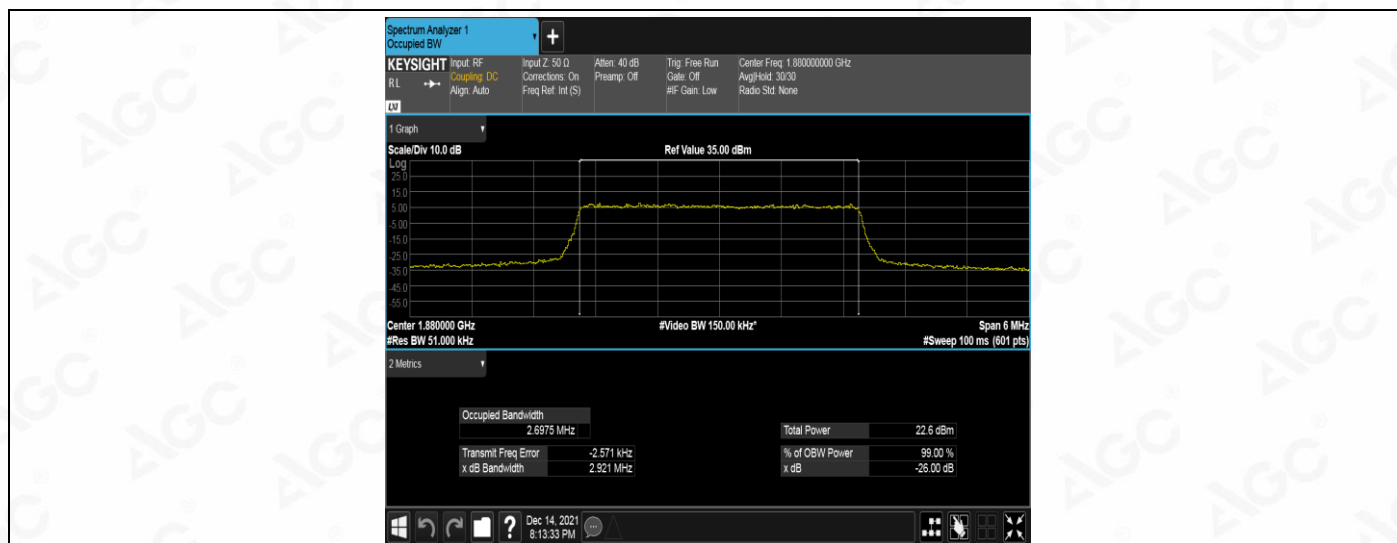 Spectrum Analyzer 1
Occupied BW
KEYSIGHT
RL
LXI
Input: RF
Coupling: DC
Align: Auto
Input Z: 50 Ω
Corrections: On
Freq Ref: Int (S)
Atten: 40 dB
Preamp: Off
Trig: Free Run
Gate: Off
#IF Gain: Low
Center Freq: 1.880000000 GHz
Avg|Hold: 30/30
Radio Std: None
1 Graph
Scale/Div 10.0 dB
Ref Value 35.00 dBm
Log
25.0
15.0
5.00
-5.00
-15.0
-25.0
-35.0
-45.0
-55.0
Center 1.880000 GHz
#Video BW 150.00 kHz*
Span 6 MHz
#Res BW 51.000 kHz
#Sweep 100 ms (601 pts)
2 Metrics
Occupied Bandwidth
2.6975 MHz
Total Power 22.6 dBm
Transmit Freq Error -2.571 kHz
% of OBW Power 99.00 %
x dB Bandwidth 2.921 MHz
x dB -26.00 dB
?
Dec 14, 2021
8:13:33 PM
AGC